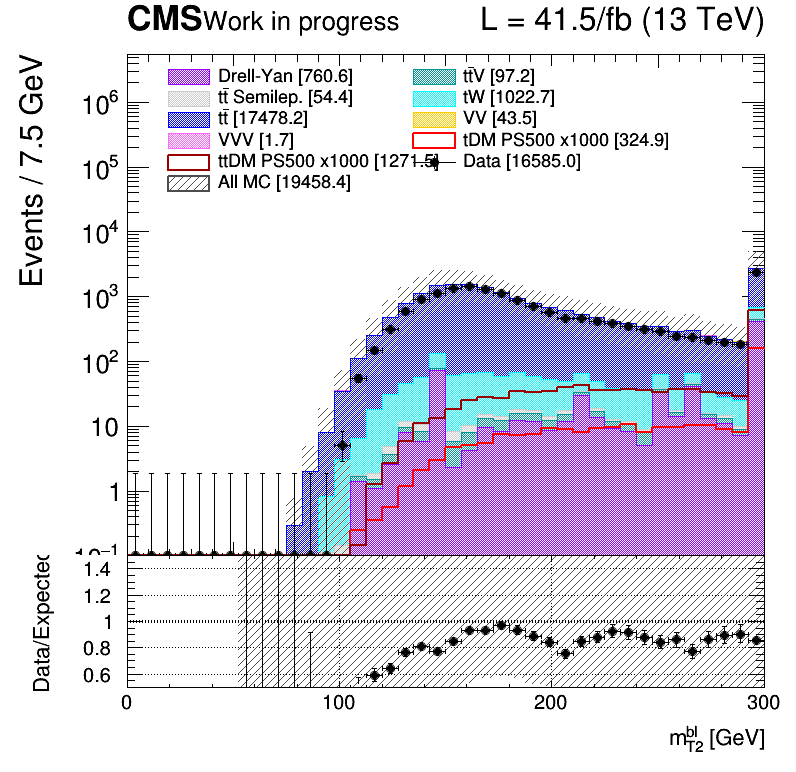 CMS Work in progress L = 41.5/fb (13 TeV)
Events / 7.5 GeV
Drell-Yan [760.6] tt̄V [97.2]
tt̄ Semilep. [54.4] tW [1022.7]
tt̄ [17478.2] VV [43.5]
VVV [1.7] tDM PS500 x1000 [324.9]
ttDM PS500 x1000 [1271.5] Data [16585.0]
All MC [19458.4]
10⁶
10⁵
10⁴
10³
10²
10
1
10⁻¹
Data/Expected
1.4
1.2
1
0.8
0.6
0 100 200 300
m_{T2}^{bl} [GeV]